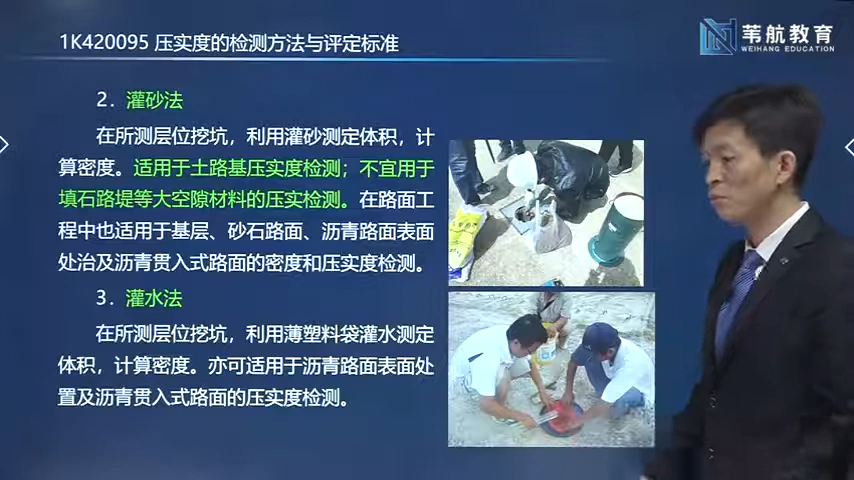 1K420095 压实度的检测方法与评定标准
苇航教育
WEIHANG EDUCATION
2．灌砂法
在所测层位挖坑，利用灌砂测定体积，计
算密度。适用于土路基压实度检测；不宜用于
填石路堤等大空隙材料的压实检测。在路面工
程中也适用于基层、砂石路面、沥青路面表面
处治及沥青贯入式路面的密度和压实度检测。
3．灌水法
在所测层位挖坑，利用薄塑料袋灌水测定
体积，计算密度。亦可适用于沥青路面表面处
置及沥青贯入式路面的压实度检测。